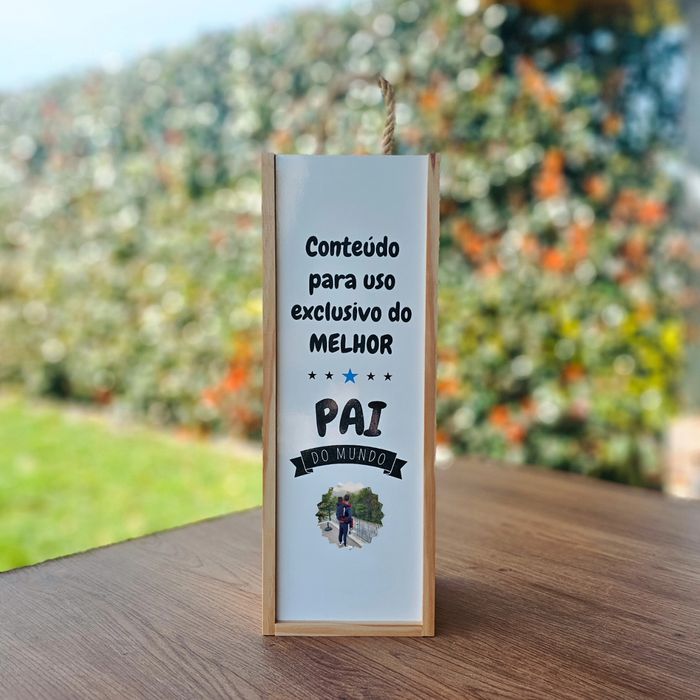 Conteúdo
para uso
exclusivo do
MELHOR
PAI
DO MUNDO